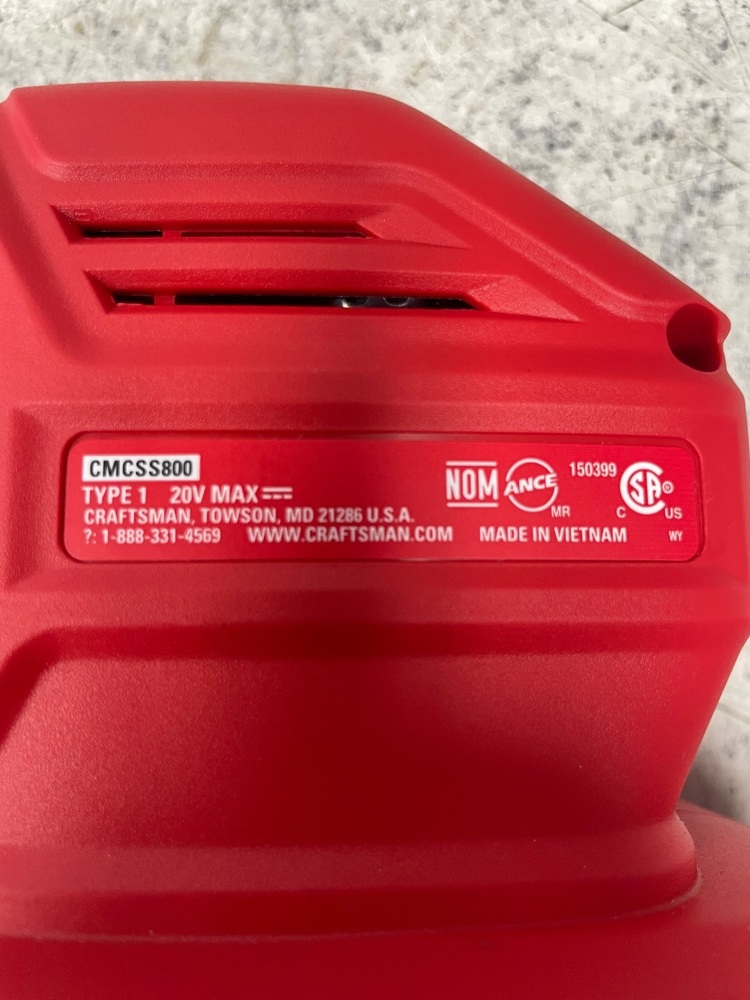 CMCSS800
TYPE 1 20V MAX⎓
CRAFTSMAN, TOWSON, MD 21286 U.S.A.
?: 1-888-331-4569 WWW.CRAFTSMAN.COM MADE IN VIETNAM
NOM ANCE MR 150399 C SA ® US
WY